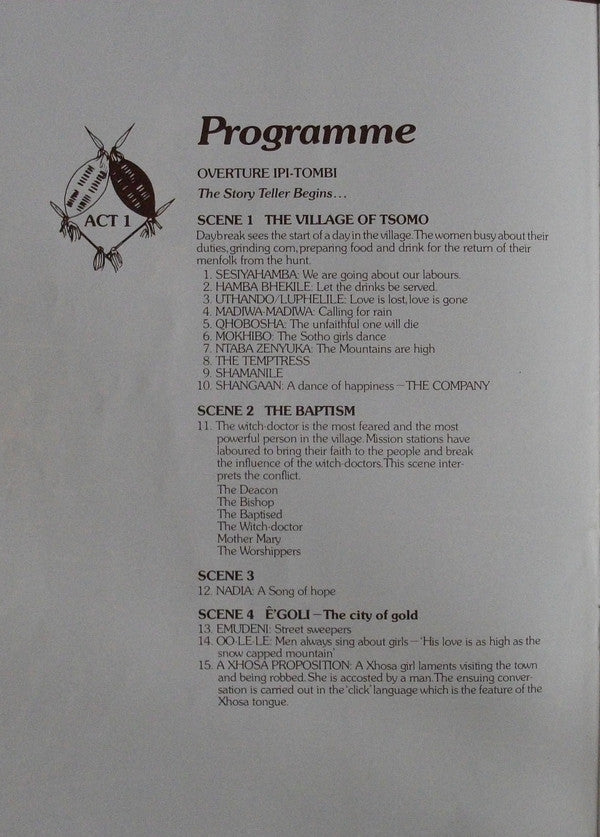 Programme
ACT 1
OVERTURE IPI-TOMBI
The Story Teller Begins...
SCENE 1 THE VILLAGE OF TSOMO
Daybreak sees the start of a day in the village. The women busy about their
duties, grinding corn, preparing food and drink for the return of their
menfolk from the hunt.
1. SESIYAHAMBA: We are going about our labours.
2. HAMBA BHEKILE: Let the drinks be served.
3. UTHANDO/LUPHELILE: Love is lost, love is gone
4. MADIWA-MADIWA: Calling for rain
5. QHOBOSHA: The unfaithful one will die
6. MOKHIBO: The Sotho girls dance
7. NTABA ZENYUKA: The Mountains are high
8. THE TEMPTRESS
9. SHAMANILE
10. SHANGAAN: A dance of happiness — THE COMPANY
SCENE 2 THE BAPTISM
11. The witch-doctor is the most feared and the most
powerful person in the village. Mission stations have
laboured to bring their faith to the people and break
the influence of the witch-doctors. This scene inter-
prets the conflict.
The Deacon
The Bishop
The Baptised
The Witch-doctor
Mother Mary
The Worshippers
SCENE 3
12. NADIA: A Song of hope
SCENE 4 Ê'GOLI — The city of gold
13. EMUDENI: Street sweepers
14. OO-LE-LE: Men always sing about girls — 'His love is as high as the
snow capped mountain'
15. A XHOSA PROPOSITION: A Xhosa girl laments visiting the town
and being robbed. She is accosted by a man. The ensuing conver-
sation is carried out in the 'click' language which is the feature of the
Xhosa tongue.